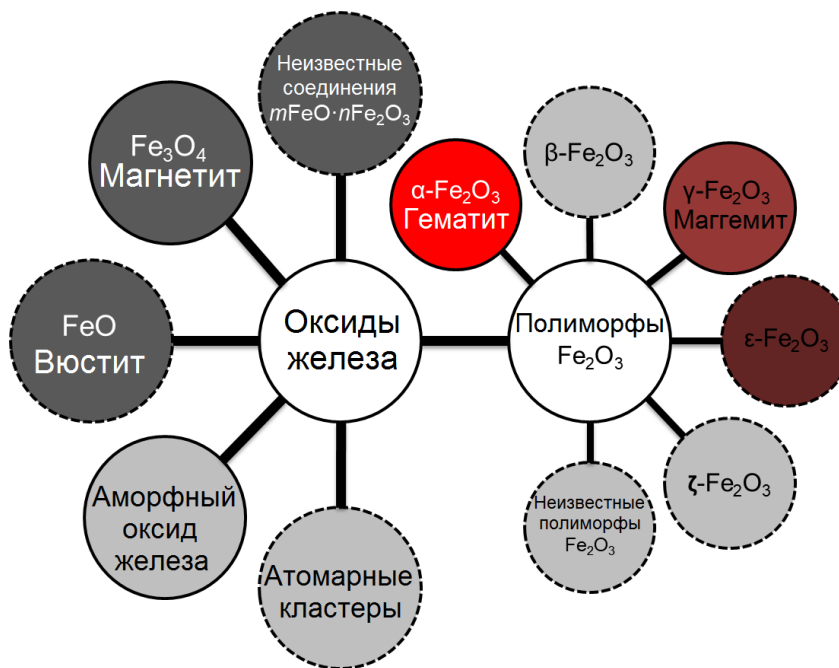 Неизвестные
соединения
mFeO·nFe₂O₃
Fe₃O₄
Магнетит
FeO
Вюстит
Аморфный
оксид
железа
Атомарные
кластеры
Оксиды
железа
α-Fe₂O₃
Гематит
β-Fe₂O₃
γ-Fe₂O₃
Маггемит
ε-Fe₂O₃
ζ-Fe₂O₃
Неизвестные
полиморфы
Fe₂O₃
Полиморфы
Fe₂O₃